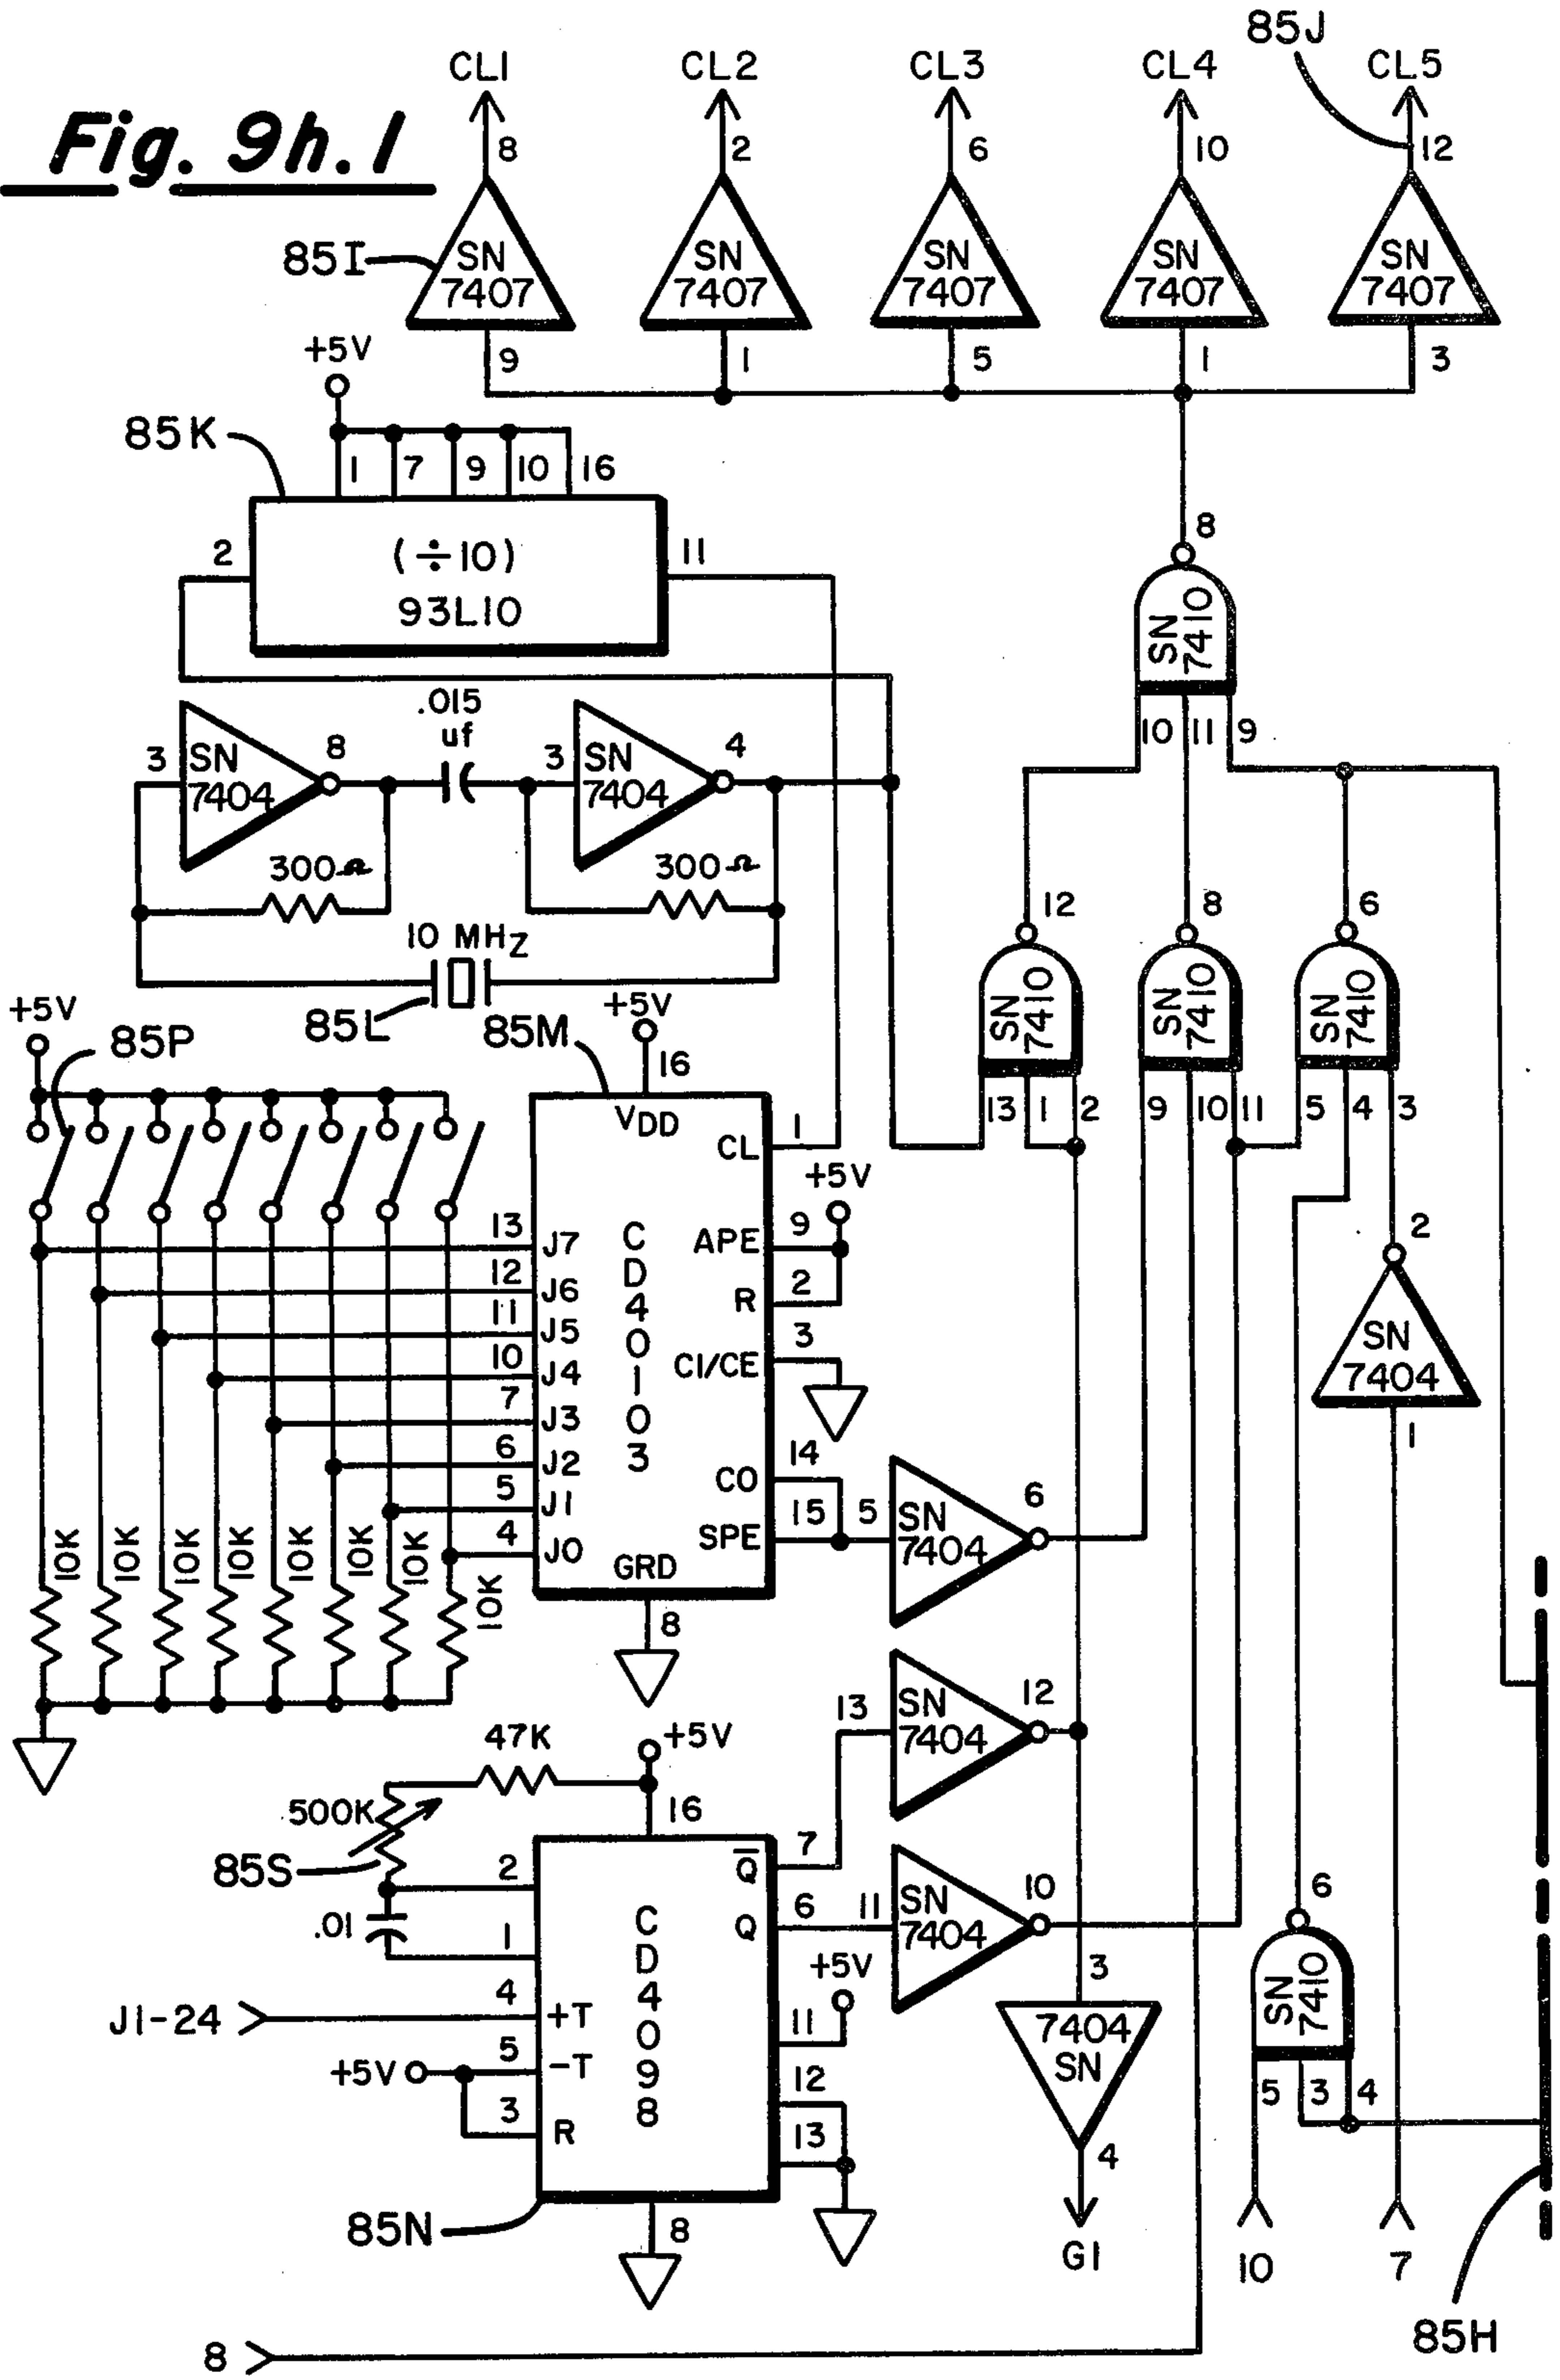 Fig. 9h.1
85J
CL1
CL2
CL3
CL4
CL5
8
2
6
10
12
85I
SN
7407
SN
7407
SN
7407
SN
7407
SN
7407
9
1
5
1
3
+5V
85K
1
7
9
10
16
2
(÷10)
93L10
11
8
SN
7410
10
11
9
.015
uf
3
SN
7404
8
3
SN
7404
4
300Ω
300Ω
10 MHz
85L
12
8
6
SN
7410
SN
7410
SN
7410
13
1
2
9
10
11
5
4
3
+5V
85P
85M
+5V
16
VDD
CL
1
+5V
APE
9
R
2
CI/CE
3
CO
14
SPE
15
GRD
8
CD40103
13
J7
12
J6
11
J5
10
J4
7
J3
6
J2
5
J1
4
J0
10K
10K
10K
10K
10K
10K
10K
10K
5
SN
7404
6
2
SN
7404
1
13
SN
7404
12
47K
+5V
16
500K
85S
2
.01
1
4
J1-24
+T
+5V
5
-T
3
R
CD4098
Q̅
7
Q
6
11
SN
7404
10
+5V
11
12
13
8
85N
3
7404
SN
4
G1
6
SN
7410
5
3
4
10
7
85H
8